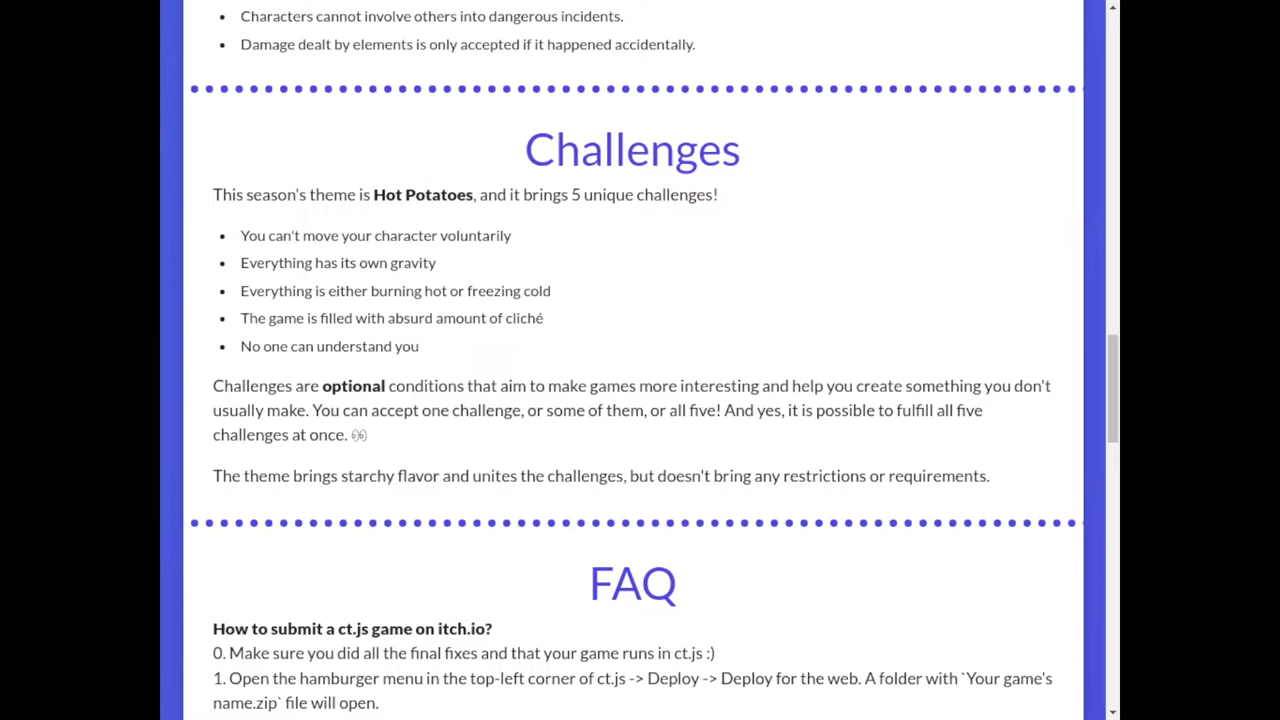 Characters cannot involve others into dangerous incidents.
Damage dealt by elements is only accepted if it happened accidentally.
Challenges
This season's theme is Hot Potatoes, and it brings 5 unique challenges!
You can't move your character voluntarily
Everything has its own gravity
Everything is either burning hot or freezing cold
The game is filled with absurd amount of cliché
No one can understand you
Challenges are optional conditions that aim to make games more interesting and help you create something you don't
usually make. You can accept one challenge, or some of them, or all five! And yes, it is possible to fulfill all five
challenges at once. 👀
The theme brings starchy flavor and unites the challenges, but doesn't bring any restrictions or requirements.
FAQ
How to submit a ct.js game on itch.io?
0. Make sure you did all the final fixes and that your game runs in ct.js :)
1. Open the hamburger menu in the top-left corner of ct.js -> Deploy -> Deploy for the web. A folder with `Your game's
name.zip` file will open.